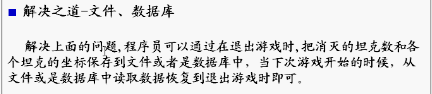 解决之道-文件、数据库
解决上面的问题,程序员可以通过在退出游戏时,把消灭的坦克数和各
个坦克的坐标保存到文件或者是数据库中，当下次游戏开始的时候，从
文件或是数据库中读取数据恢复到退出游戏时即可。